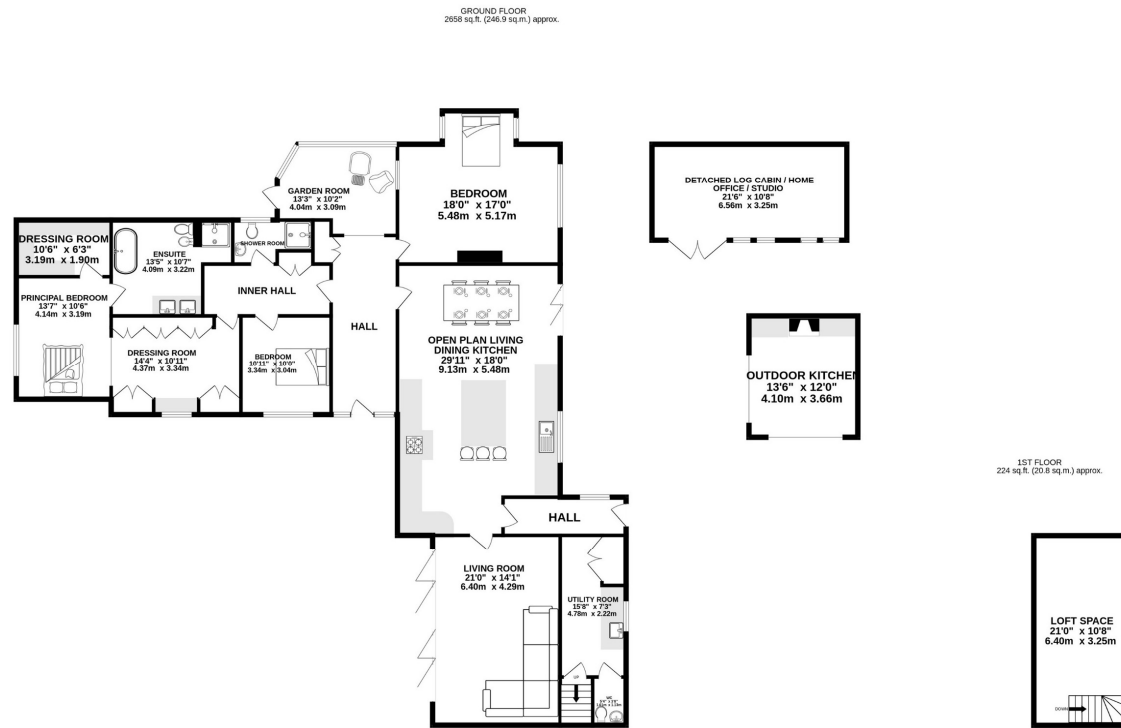 GROUND FLOOR
2658 sq.ft. (246.9 sq.m.) approx.
GARDEN ROOM
13'3" x 10'2"
4.04m x 3.09m
BEDROOM
18'0" x 17'0"
5.48m x 5.17m
DETACHED LOG CABIN / HOME
OFFICE / STUDIO
21'6" x 10'8"
6.56m x 3.25m
DRESSING ROOM
10'6" x 6'3"
3.19m x 1.90m
ENSUITE
13'5" x 10'7"
4.09m x 3.22m
SHOWER ROOM
INNER HALL
PRINCIPAL BEDROOM
13'7" x 10'6"
4.14m x 3.19m
HALL
DRESSING ROOM
14'4" x 10'11"
4.37m x 3.34m
BEDROOM
10'11" x 10'0"
3.34m x 3.04m
OPEN PLAN LIVING
DINING KITCHEN
29'11" x 18'0"
9.13m x 5.48m
OUTDOOR KITCHEN
13'6" x 12'0"
4.10m x 3.66m
HALL
LIVING ROOM
21'0" x 14'1"
6.40m x 4.29m
UTILITY ROOM
15'8" x 7'3"
4.78m x 2.22m
UP
WC
1ST FLOOR
224 sq.ft. (20.8 sq.m.) approx.
LOFT SPACE
21'0" x 10'8"
6.40m x 3.25m
DOWN